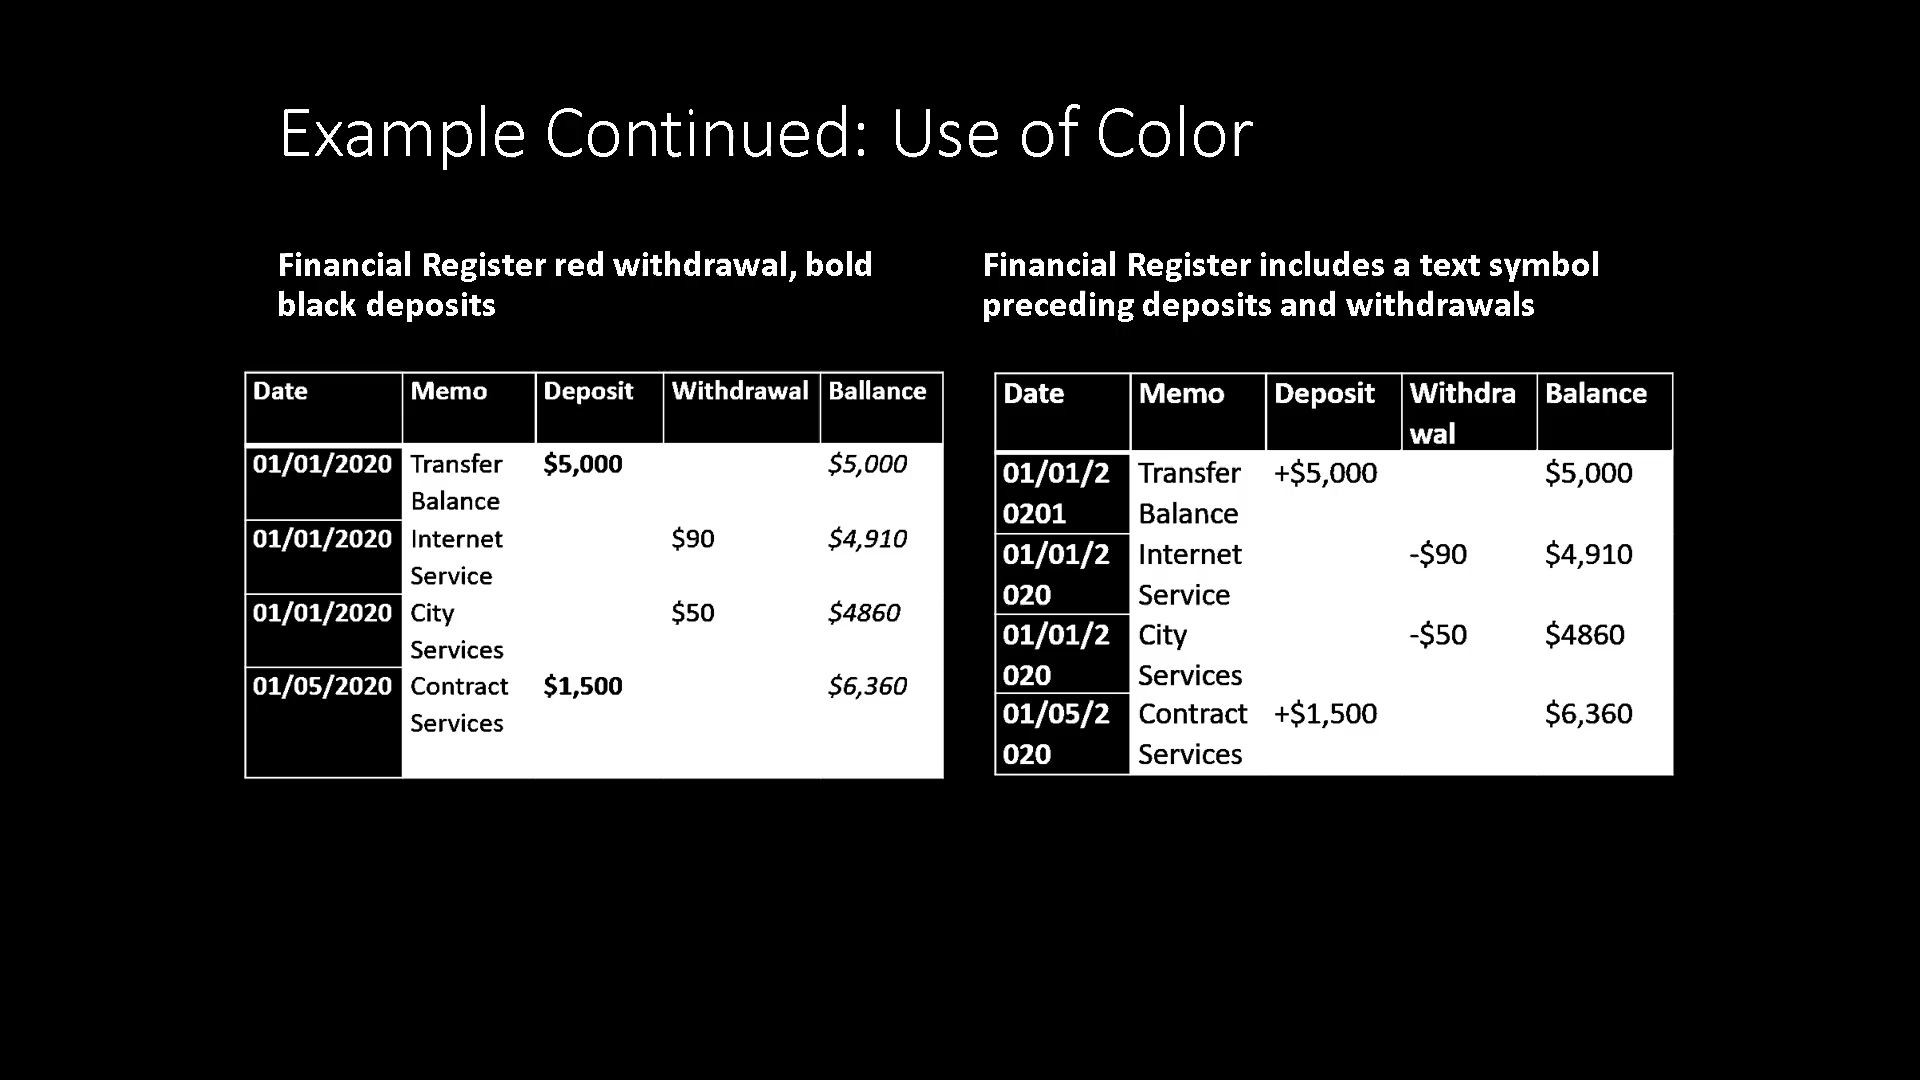 Example Continued: Use of Color
Financial Register red withdrawal, bold
black deposits
Date Memo Deposit Withdrawal Ballance
01/01/2020 Transfer $5,000 $5,000
Balance
01/01/2020 Internet $90 $4,910
Service
01/01/2020 City $50 $4860
Services
01/05/2020 Contract $1,500 $6,360
Services
Financial Register includes a text symbol
preceding deposits and withdrawals
Date Memo Deposit Withdra Balance
wal
01/01/2 Transfer +$5,000 $5,000
0201 Balance
01/01/2 Internet -$90 $4,910
020 Service
01/01/2 City -$50 $4860
020 Services
01/05/2 Contract +$1,500 $6,360
020 Services